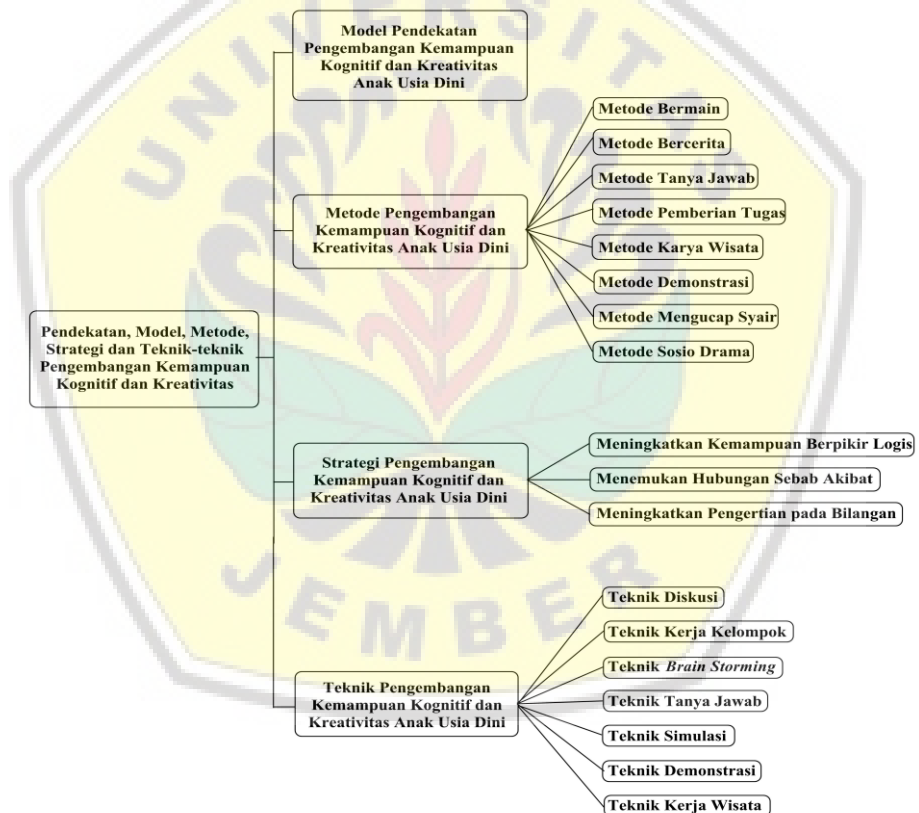 Model Pendekatan
Pengembangan Kemampuan
Kognitif dan Kreativitas
Anak Usia Dini
Metode Pengembangan
Kemampuan Kognitif dan
Kreativitas Anak Usia Dini
Metode Bermain
Metode Bercerita
Metode Tanya Jawab
Metode Pemberian Tugas
Metode Karya Wisata
Metode Demonstrasi
Metode Mengucap Syair
Metode Sosio Drama
Pendekatan, Model, Metode,
Strategi dan Teknik-teknik
Pengembangan Kemampuan
Kognitif dan Kreativitas
Strategi Pengembangan
Kemampuan Kognitif dan
Kreativitas Anak Usia Dini
Meningkatkan Kemampuan Berpikir Logis
Menemukan Hubungan Sebab Akibat
Meningkatkan Pengertian pada Bilangan
Teknik Pengembangan
Kemampuan Kognitif dan
Kreativitas Anak Usia Dini
Teknik Diskusi
Teknik Kerja Kelompok
Teknik Brain Storming
Teknik Tanya Jawab
Teknik Simulasi
Teknik Demonstrasi
Teknik Kerja Wisata
UNIVERSITAS
JEMBER